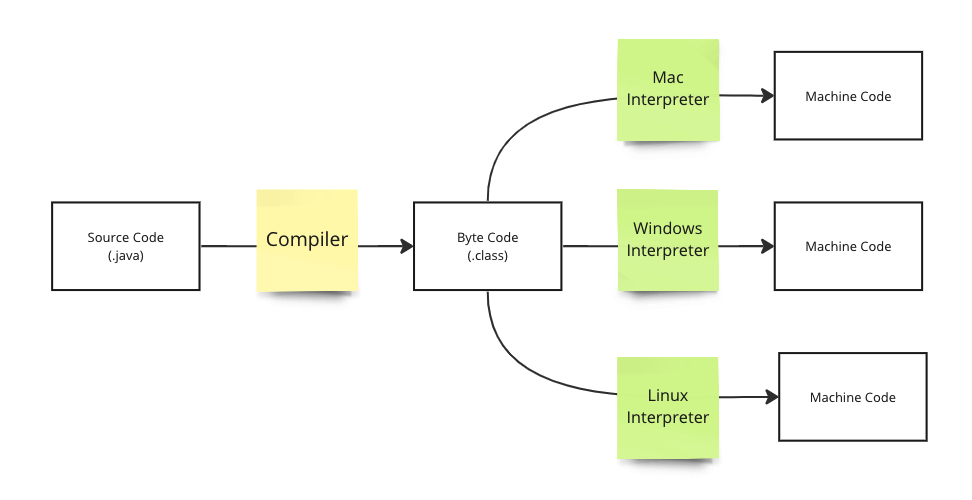 Mac
Interpreter
Machine Code
Source Code
(.java)
Compiler
Byte Code
(.class)
Windows
Interpreter
Machine Code
Linux
Interpreter
Machine Code